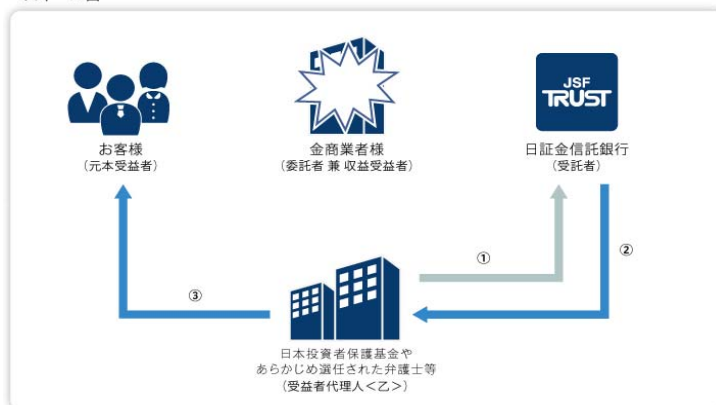 JSF
TRUST
お客様
(元本受益者)
金商業者様
(委託者 兼 収益受益者)
日証金信託銀行
(受託者)
①
②
③
日本投資者保護基金や
あらかじめ選任された弁護士等
(受益者代理人<乙>)